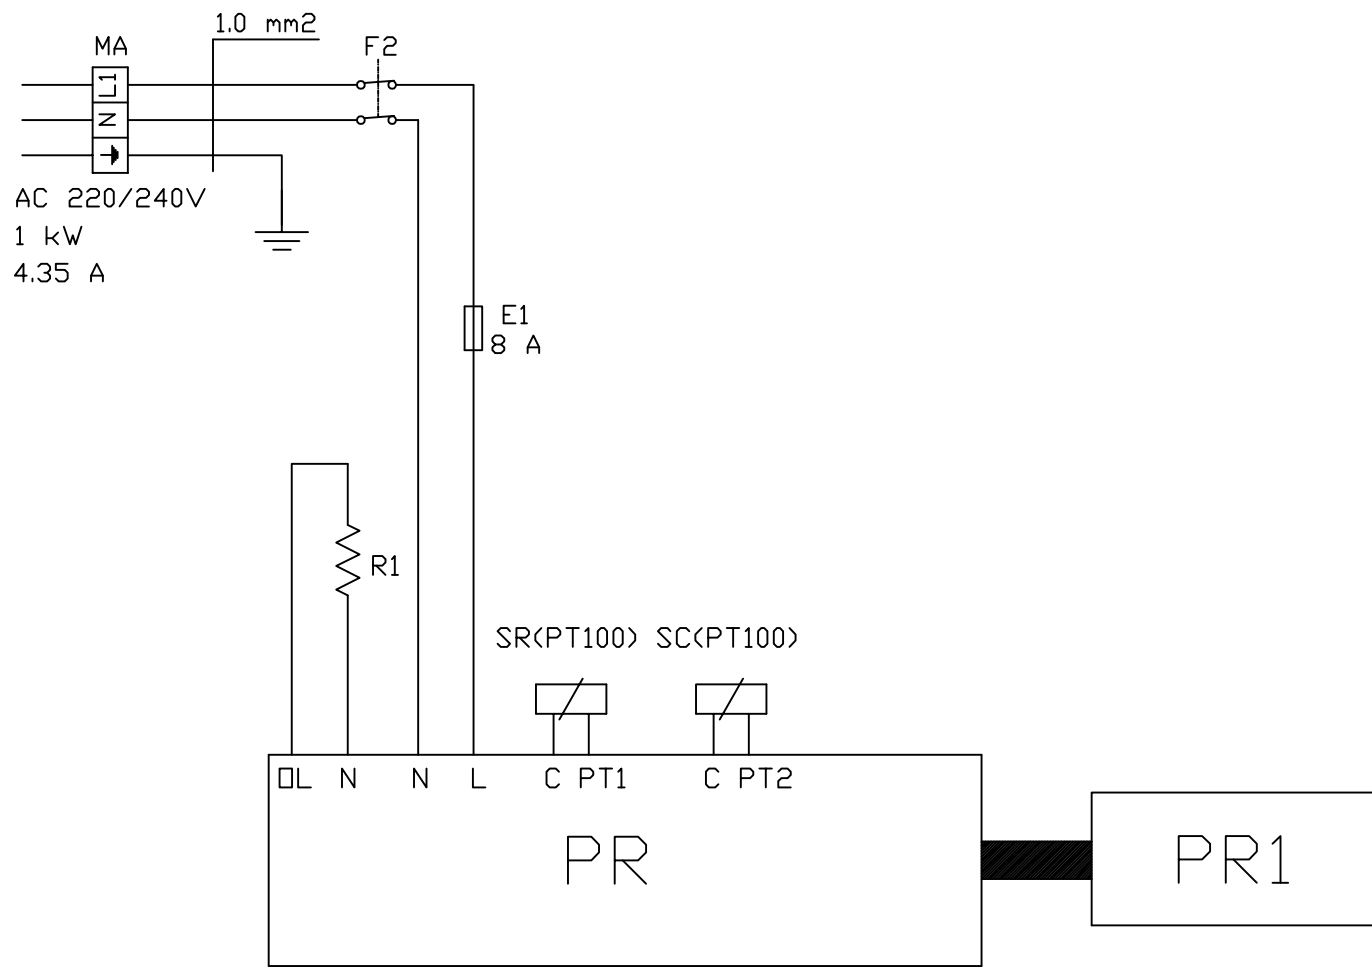 1.0 mm2
MA
F2
L1
N
AC 220/240V
1 kW
4.35 A
E1
8 A
R1
SR(PT100) SC(PT100)
OL N N L C PT1 C PT2
PR
PR1